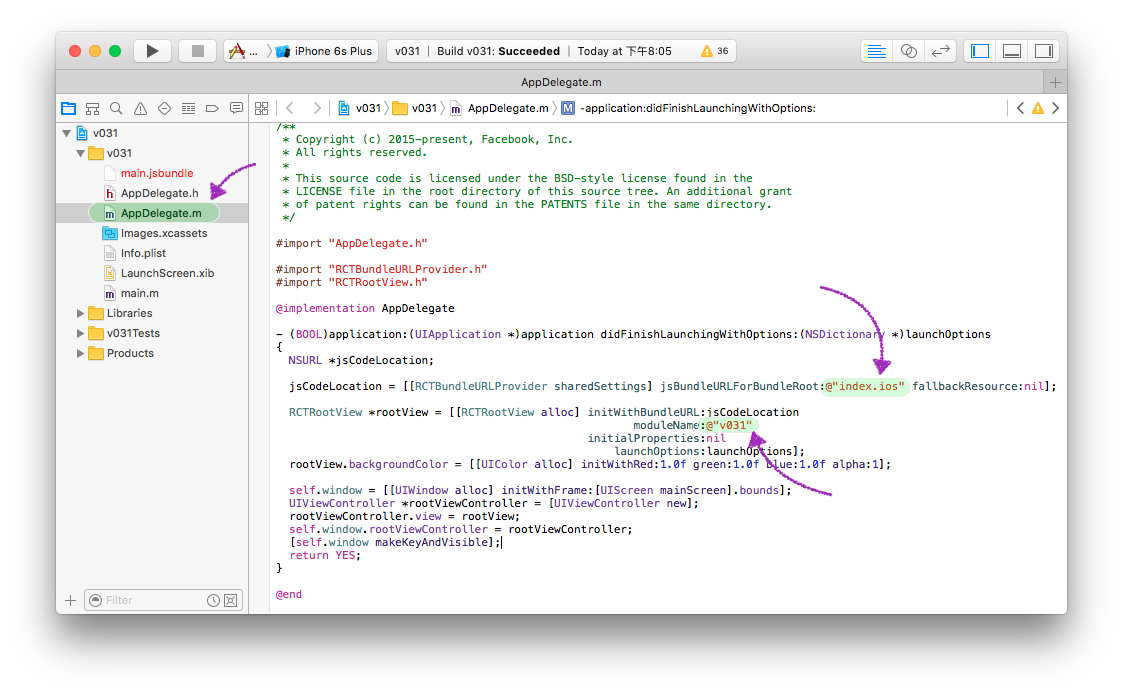 ... iPhone 6s Plus
v031 | Build v031: Succeeded | Today at 下午8:05 36
AppDelegate.m
v031 v031 AppDelegate.m M -application:didFinishLaunchingWithOptions:
v031
v031
main.jsbundle
h AppDelegate.h
m AppDelegate.m
Images.xcassets
Info.plist
LaunchScreen.xib
m main.m
Libraries
v031Tests
Products
Filter
/**
* Copyright (c) 2015-present, Facebook, Inc.
* All rights reserved.
*
* This source code is licensed under the BSD-style license found in the
* LICENSE file in the root directory of this source tree. An additional grant
* of patent rights can be found in the PATENTS file in the same directory.
*/
#import "AppDelegate.h"
#import "RCTBundleURLProvider.h"
#import "RCTRootView.h"
@implementation AppDelegate
- (BOOL)application:(UIApplication *)application didFinishLaunchingWithOptions:(NSDictionary *)launchOptions
{
NSURL *jsCodeLocation;
jsCodeLocation = [[RCTBundleURLProvider sharedSettings] jsBundleURLForBundleRoot:@"index.ios" fallbackResource:nil];
RCTRootView *rootView = [[RCTRootView alloc] initWithBundleURL:jsCodeLocation
moduleName:@"v031"
initialProperties:nil
launchOptions:launchOptions];
rootView.backgroundColor = [[UIColor alloc] initWithRed:1.0f green:1.0f blue:1.0f alpha:1];
self.window = [[UIWindow alloc] initWithFrame:[UIScreen mainScreen].bounds];
UIViewController *rootViewController = [UIViewController new];
rootViewController.view = rootView;
self.window.rootViewController = rootViewController;
[self.window makeKeyAndVisible];
return YES;
}
@end